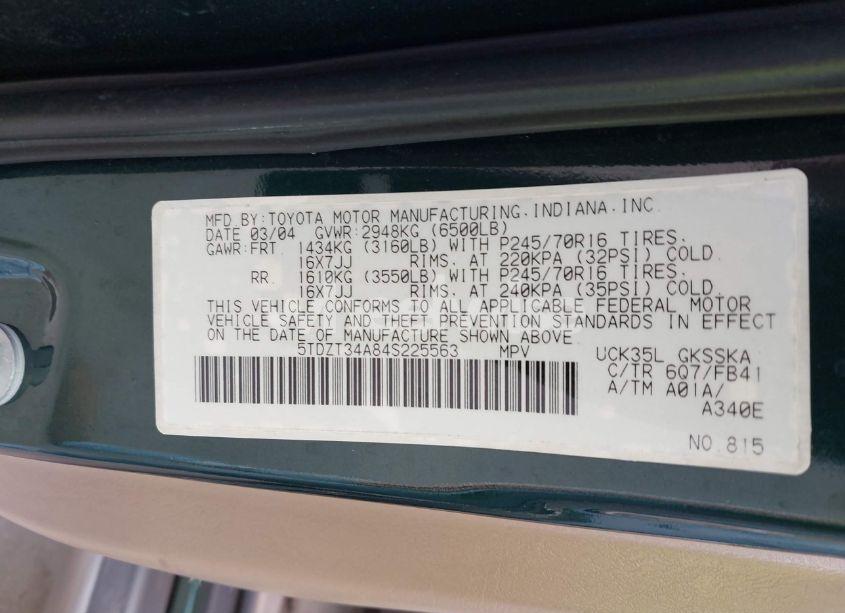 MFD.BY:TOYOTA MOTOR MANUFACTURING.INDIANA.INC.
DATE 03/04 GVWR:2948KG (6500LB)
GAWR:FRT 1434KG (3160LB) WITH P245/70R16 TIRES.
16X7JJ RIMS. AT 220KPA (32PSI) COLD.
RR 1610KG (3550LB) WITH P245/70R16 TIRES.
16X7JJ RIMS. AT 240KPA (35PSI) COLD.
THIS VEHICLE CONFORMS TO ALL APPLICABLE FEDERAL MOTOR
VEHICLE SAFETY AND THEFT PREVENTION STANDARDS IN EFFECT
ON THE DATE OF MANUFACTURE SHOWN ABOVE
5TDZT34A84S225563 MPV UCK35L GKSSKA
C/TR 6Q7/FB41
A/TM A01A/
A340E
NO.815